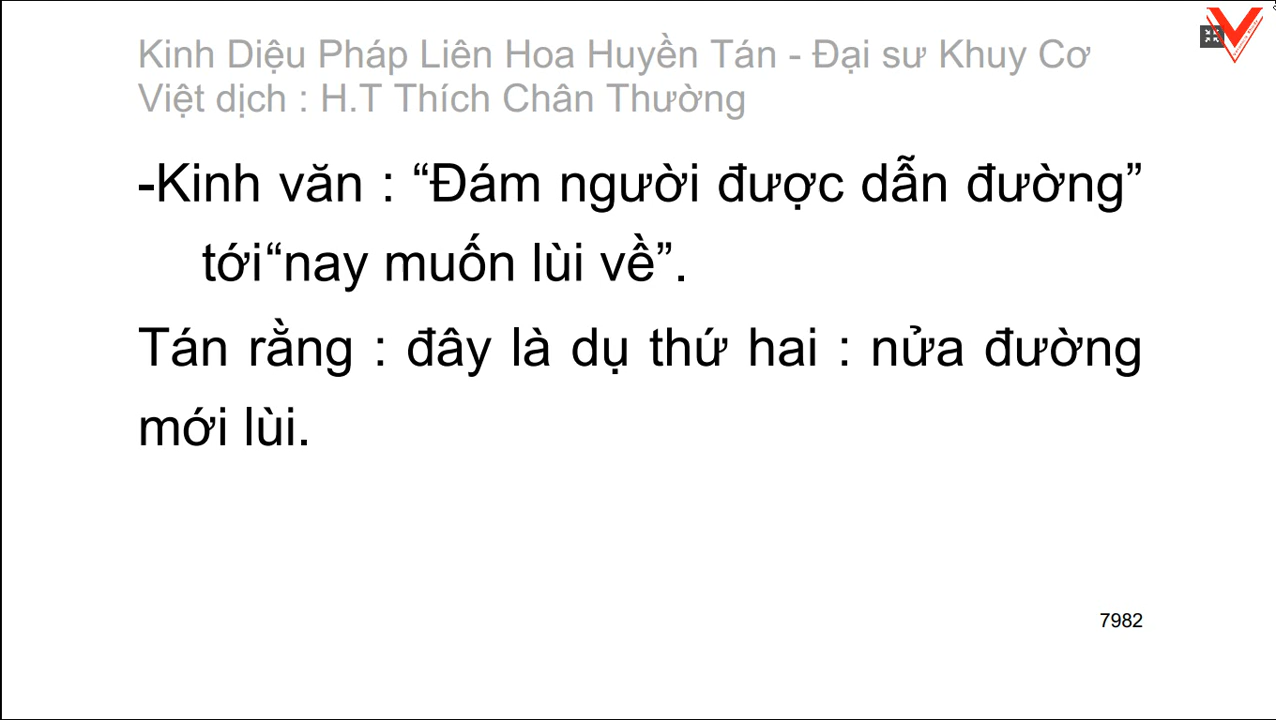 Kinh Diệu Pháp Liên Hoa Huyền Tán - Đại sư Khuy Cơ
Việt dịch : H.T Thích Chân Thường
-Kinh văn : “Đám người được dẫn đường”
tới“nay muốn lùi về”.
Tán rằng : đây là dụ thứ hai : nửa đường
mới lùi.
7982